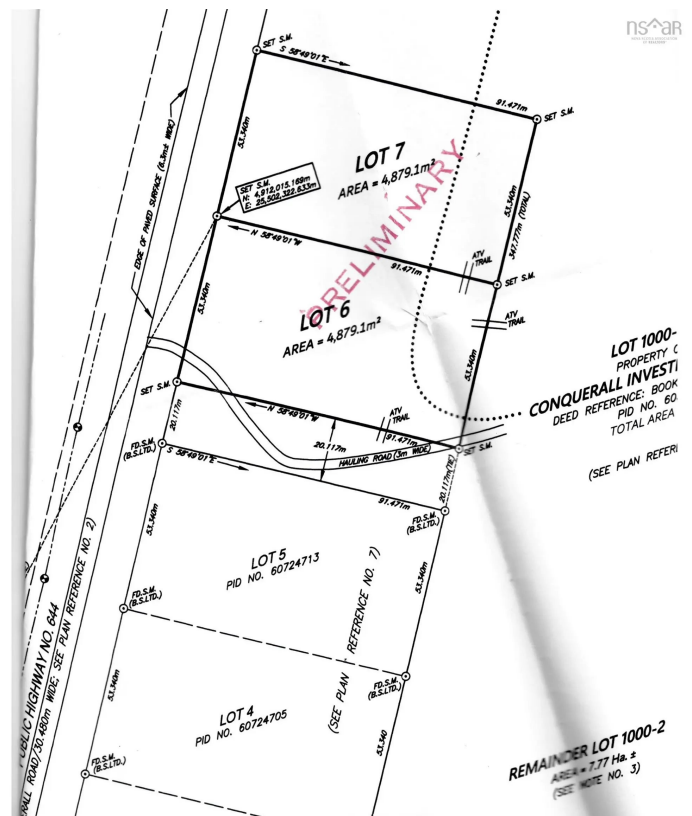 nsar
SET S.M.
S 58°49'01"E
91.471m
SET S.M.
53.340m
EDGE OF PAVED SURFACE (6.3m± WIDE)
LOT 7
AREA = 4,879.1m²
PRELIMINARY
53.340m
347.777m (TOTAL)
SET S.M.
N: 4,912,015.169m
E: 25,502,322.633m
N 58°49'01"W
91.471m
ATV
TRAIL
SET S.M.
53.340m
LOT 6
AREA = 4,879.1m²
ATV
TRAIL
53.340m
LOT 1000-
PROPERTY
CONQUERALL INVEST
DEED REFERENCE: BOOK
PID NO. 60
TOTAL AREA
(SEE PLAN REFER
SET S.M.
N 58°49'01"W
ATV
TRAIL
91.471m
20.117m
20.117m
HAULING ROAD (3m WIDE)
SET S.M.
20.117m(TIE)
FD.S.M.
(B.S.LTD.)
S 58°49'01"E
91.471m
FD.S.M.
(B.S.LTD.)
53.340m
LOT 5
PID NO. 60724713
53.340m
(SEE PLAN REFERENCE NO. 7)
FD.S.M.
(B.S.LTD.)
FD.S.M.
(B.S.LTD.)
53.340m
LOT 4
PID NO. 60724705
53.340
FD.S.M.
(B.S.LTD.)
PUBLIC HIGHWAY NO. 644
RALL ROAD/30.480m WIDE; SEE PLAN REFERENCE NO. 2)
REMAINDER LOT 1000-2
AREA = 7.77 Ha. ±
(SEE NOTE NO. 3)